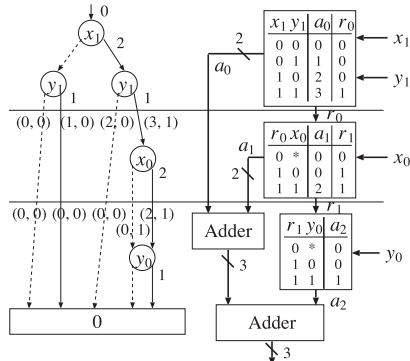 0
x1
2
y1 y1
1 1
(0, 0) (1, 0) (2, 0) (3, 1)
x0
2
(0, 0) (0, 0) (0, 0) (2, 1)
(0, 1)
y0
1
0
x1 y1 a0 r0
0 0 0 0
0 1 1 0
1 0 2 0
1 1 3 1
x1
y1
2
a0
r0
r0 x0 a1 r1
0 * 0 0
1 0 0 1
1 1 2 1
x0
a1
2
r1
Adder
r1 y0 a2
0 * 0
1 0 0
1 1 1
y0
3
a2
Adder
3